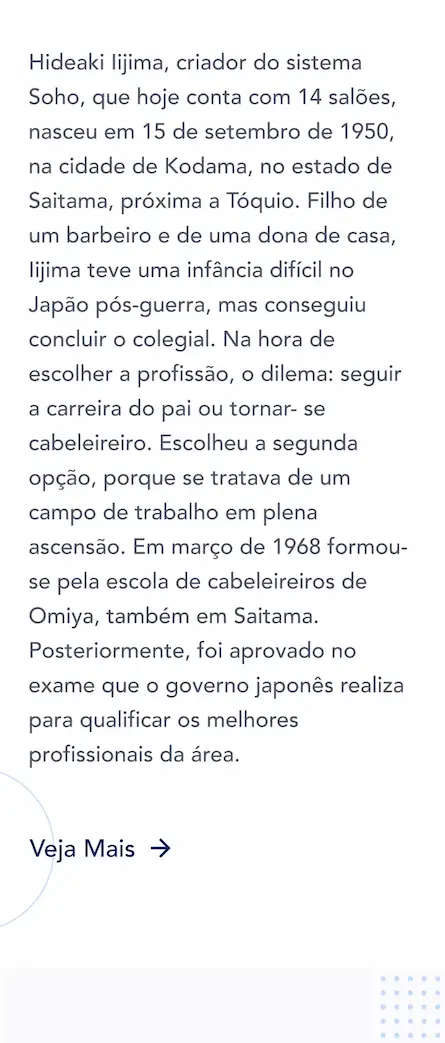 Hideaki Iijima, criador do sistema
Soho, que hoje conta com 14 salões,
nasceu em 15 de setembro de 1950,
na cidade de Kodama, no estado de
Saitama, próxima a Tóquio. Filho de
um barbeiro e de uma dona de casa,
Iijima teve uma infância difícil no
Japão pós-guerra, mas conseguiu
concluir o colegial. Na hora de
escolher a profissão, o dilema: seguir
a carreira do pai ou tornar- se
cabeleireiro. Escolheu a segunda
opção, porque se tratava de um
campo de trabalho em plena
ascensão. Em março de 1968 formou-
se pela escola de cabeleireiros de
Omiya, também em Saitama.
Posteriormente, foi aprovado no
exame que o governo japonês realiza
para qualificar os melhores
profissionais da área.
Veja Mais →